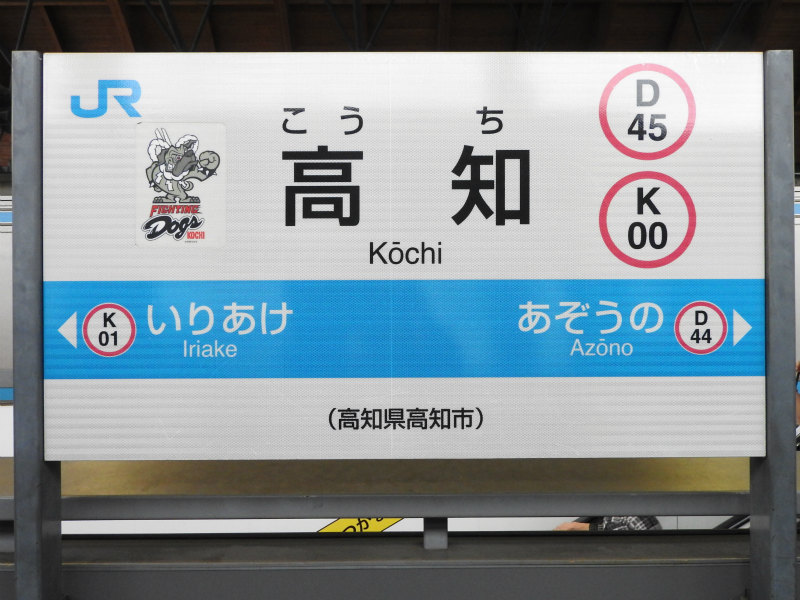 JR
こうち
高知
Kōchi
D
45
K
00
FIGHTING
Dogs
KOCHI
K
01
いりあけ
Iriake
あぞうの
Azōno
D
44
(高知県高知市)